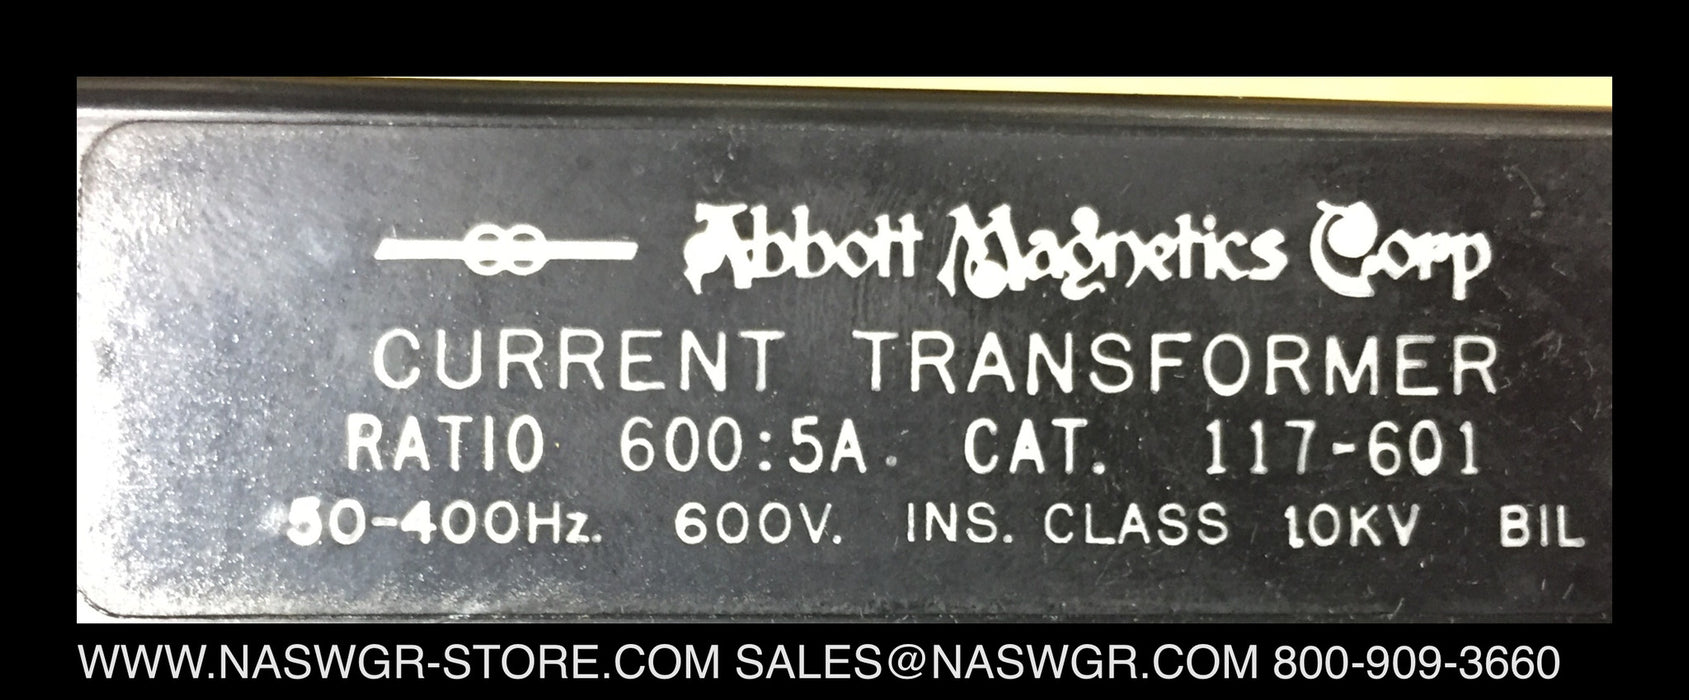 Abbott Magnetics Corp
CURRENT TRANSFORMER
RATIO 600:5A. CAT. 117-601
50-400Hz. 600V. INS. CLASS 10KV BIL
WWW.NASWGR-STORE.COM SALES@NASWGR.COM 800-909-3660